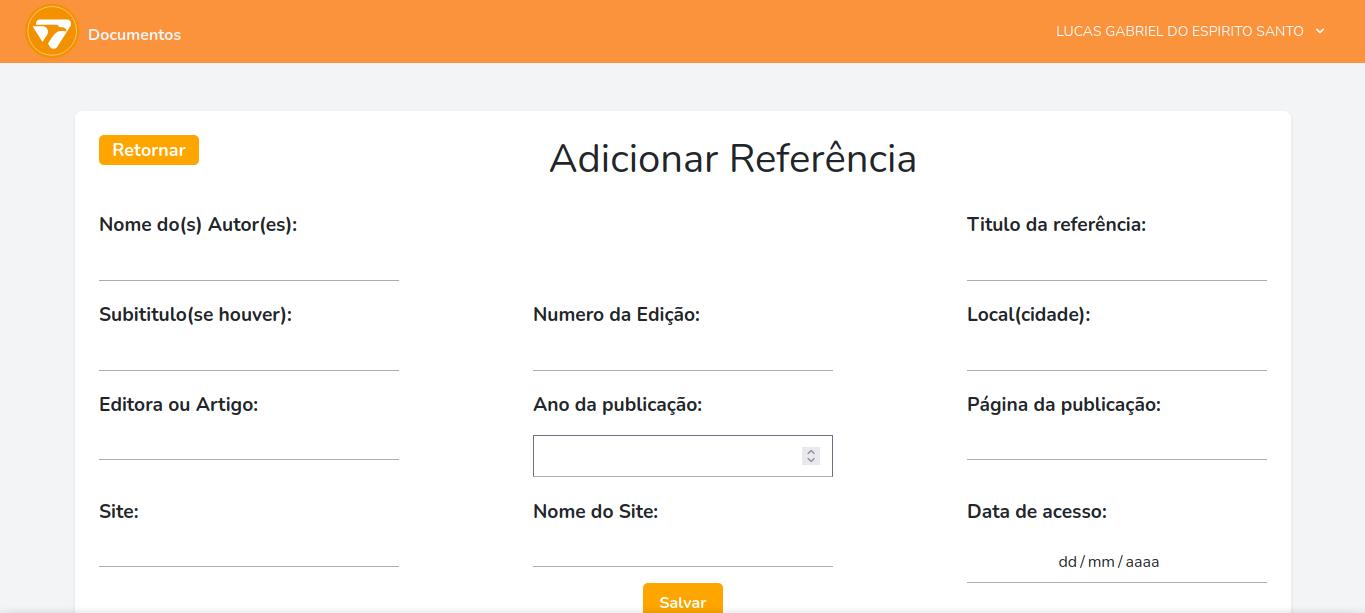 Documentos
LUCAS GABRIEL DO ESPIRITO SANTO
Retornar
Adicionar Referência
Nome do(s) Autor(es):
Titulo da referência:
Subititulo(se houver):
Numero da Edição:
Local(cidade):
Editora ou Artigo:
Ano da publicação:
Página da publicação:
Site:
Nome do Site:
Data de acesso:
dd/mm/aaaa
Salvar